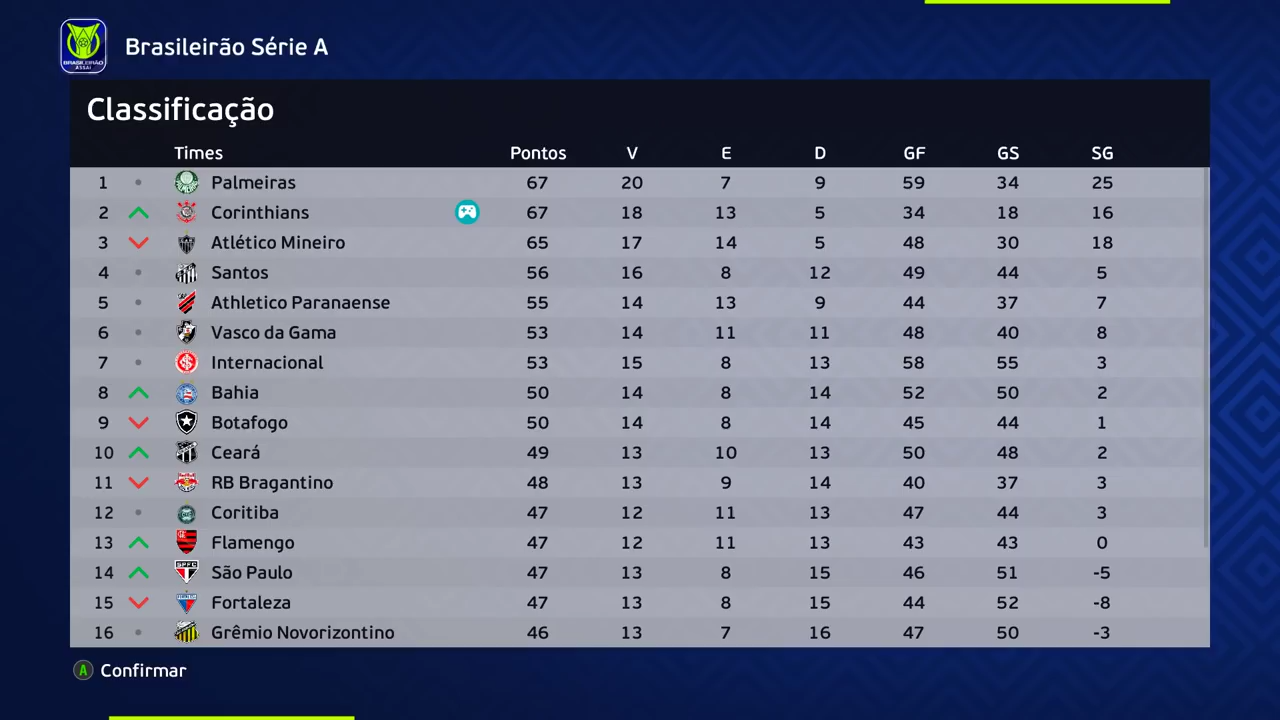 BRASILEIRÃO
ASSAÍ
Brasileirão Série A
Classificação
Times Pontos V E D GF GS SG
1 Palmeiras 67 20 7 9 59 34 25
2 Corinthians 67 18 13 5 34 18 16
3 Atlético Mineiro 65 17 14 5 48 30 18
4 Santos 56 16 8 12 49 44 5
5 Athletico Paranaense 55 14 13 9 44 37 7
6 Vasco da Gama 53 14 11 11 48 40 8
7 Internacional 53 15 8 13 58 55 3
8 Bahia 50 14 8 14 52 50 2
9 Botafogo 50 14 8 14 45 44 1
10 Ceará 49 13 10 13 50 48 2
11 RB Bragantino 48 13 9 14 40 37 3
12 Coritiba 47 12 11 13 47 44 3
13 Flamengo 47 12 11 13 43 43 0
14 SPFC São Paulo 47 13 8 15 46 51 -5
15 Fortaleza 47 13 8 15 44 52 -8
16 Grêmio Novorizontino 46 13 7 16 47 50 -3
A Confirmar